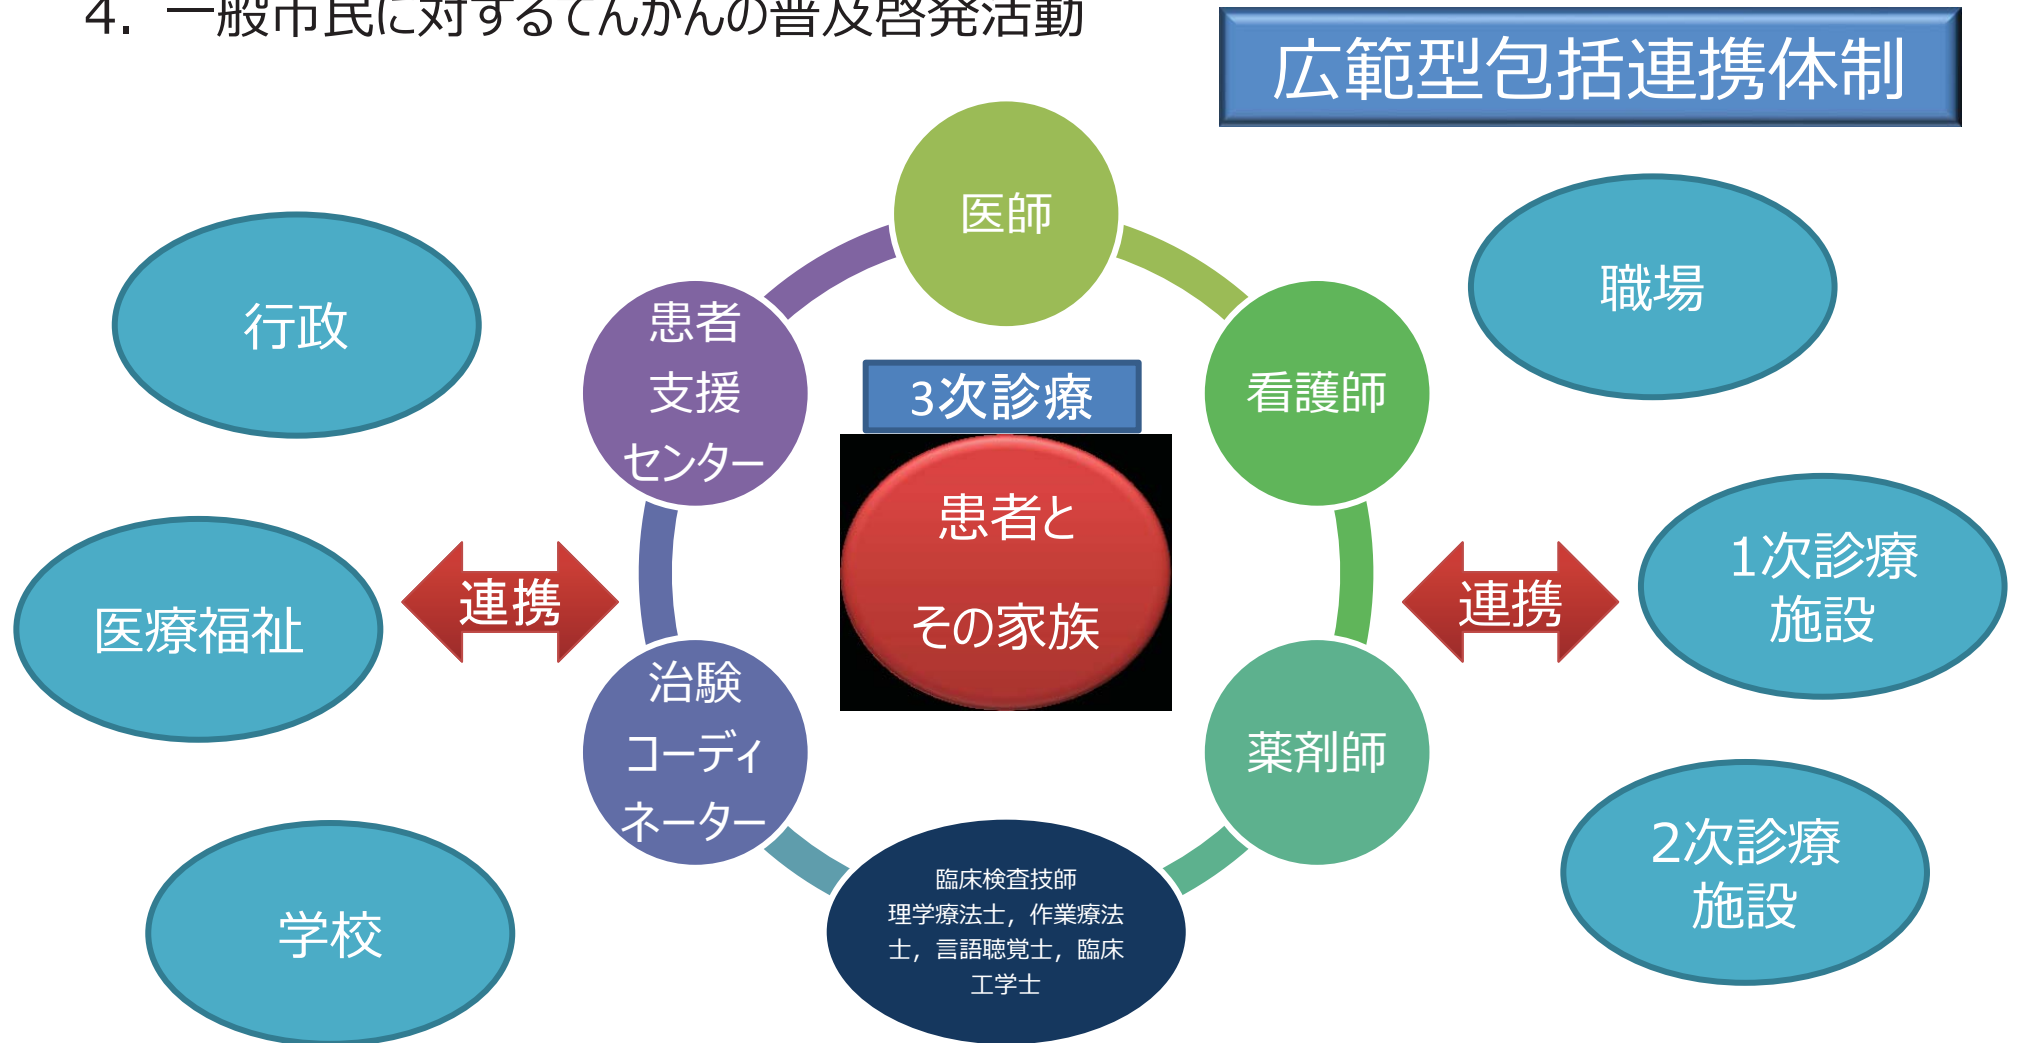 4. 一般市民に対するてんかんの普及啓発活動
広範型包括連携体制
医師
行政
職場
患者
支援
センター
看護師
3次診療
患者と
その家族
医療福祉
連携
連携
1次診療
施設
治験
コーディ
ネーター
薬剤師
2次診療
施設
学校
臨床検査技師
理学療法士，作業療法
士，言語聴覚士，臨床
工学士